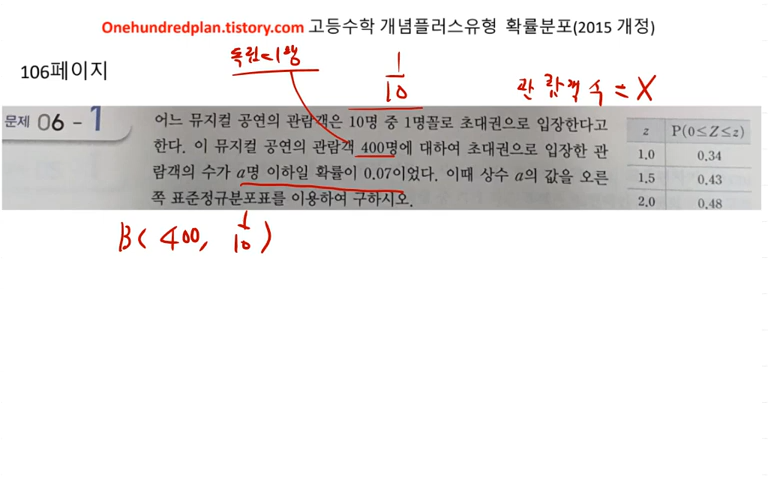 Onehundredplan.tistory.com 고등수학 개념플러스유형 확률분포(2015 개정)
106페이지
1/10
관람객 수 = X
문제 06-1
어느 뮤지컬 공연의 관람객은 10명 중 1명꼴로 초대권으로 입장한다고
한다. 이 뮤지컬 공연의 관람객 400명에 대하여 초대권으로 입장한 관
람객의 수가 a명 이하일 확률이 0.07이었다. 이때 상수 a의 값을 오른
쪽 표준정규분포표를 이용하여 구하시오.
z P(0≤Z≤z)
1.0 0.34
1.5 0.43
2.0 0.48
B(400, 1/10)